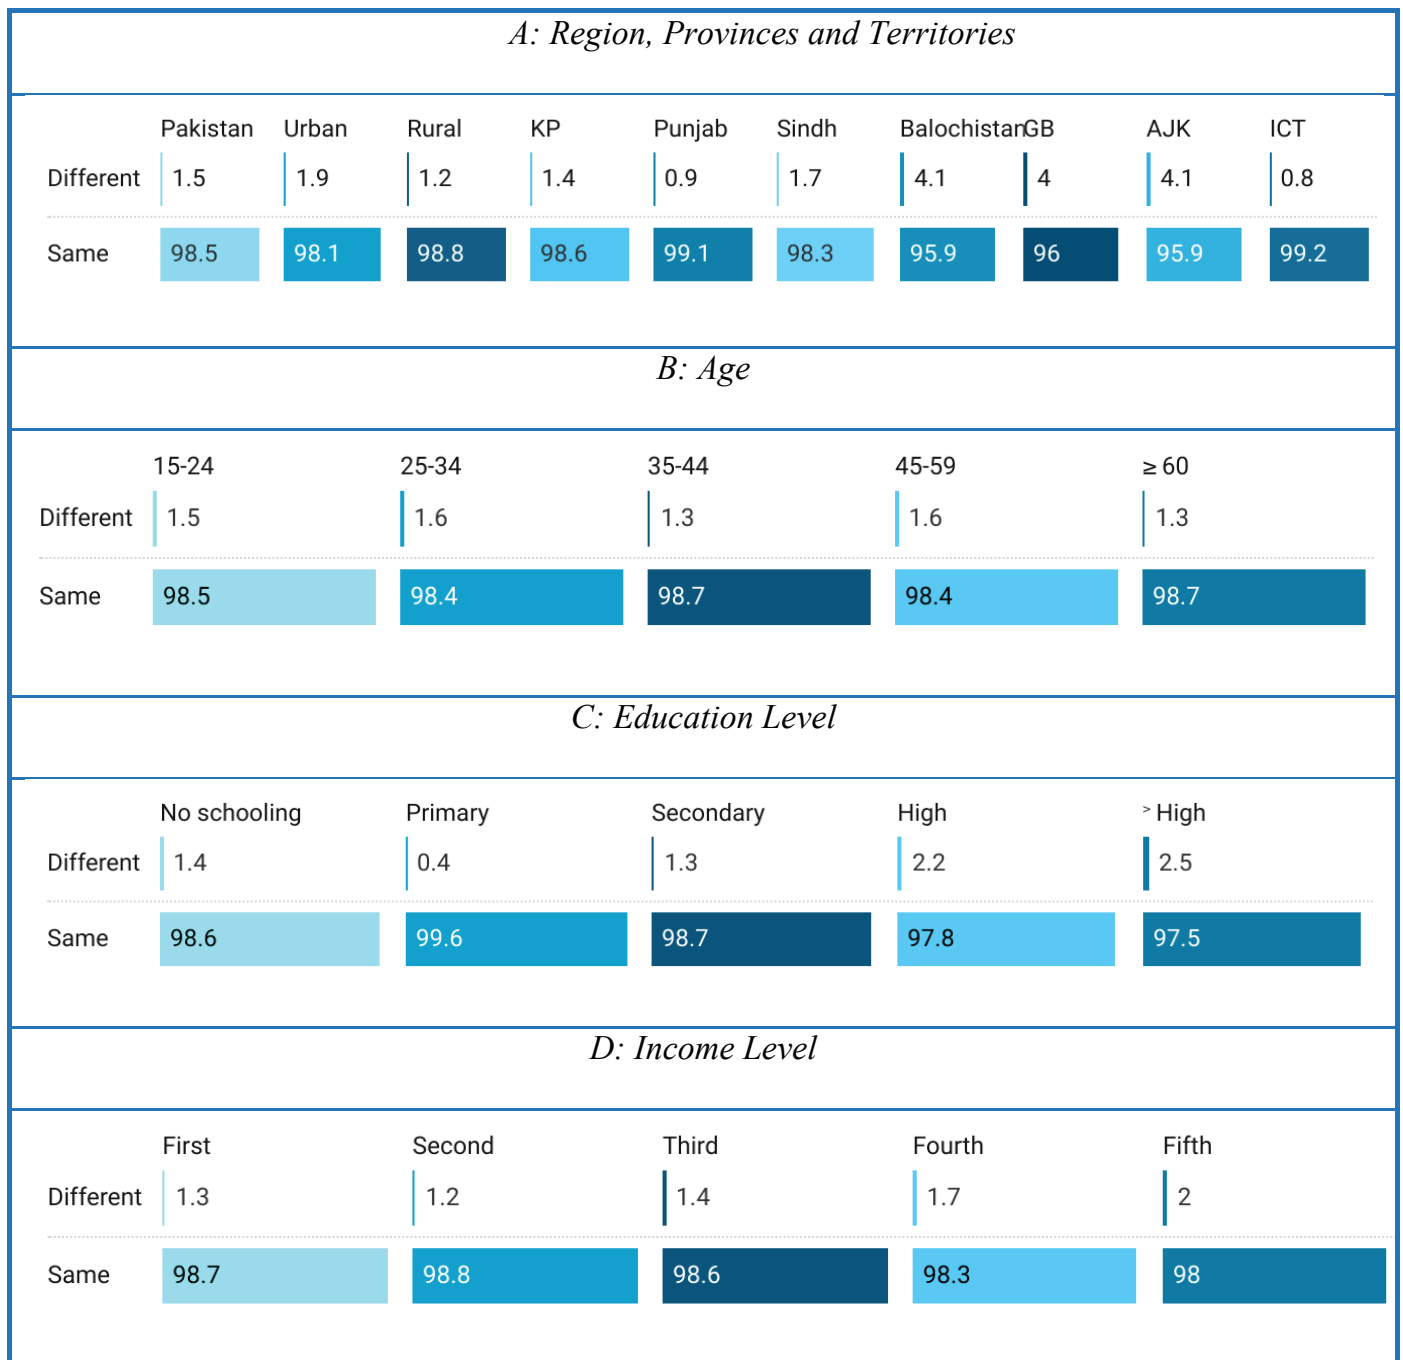 A: Region, Provinces and Territories
Pakistan Urban Rural KP Punjab Sindh Balochistan GB AJK ICT
Different 1.5 1.9 1.2 1.4 0.9 1.7 4.1 4 4.1 0.8
Same 98.5 98.1 98.8 98.6 99.1 98.3 95.9 96 95.9 99.2
B: Age
15-24 25-34 35-44 45-59 ≥ 60
Different 1.5 1.6 1.3 1.6 1.3
Same 98.5 98.4 98.7 98.4 98.7
C: Education Level
No schooling Primary Secondary High > High
Different 1.4 0.4 1.3 2.2 2.5
Same 98.6 99.6 98.7 97.8 97.5
D: Income Level
First Second Third Fourth Fifth
Different 1.3 1.2 1.4 1.7 2
Same 98.7 98.8 98.6 98.3 98